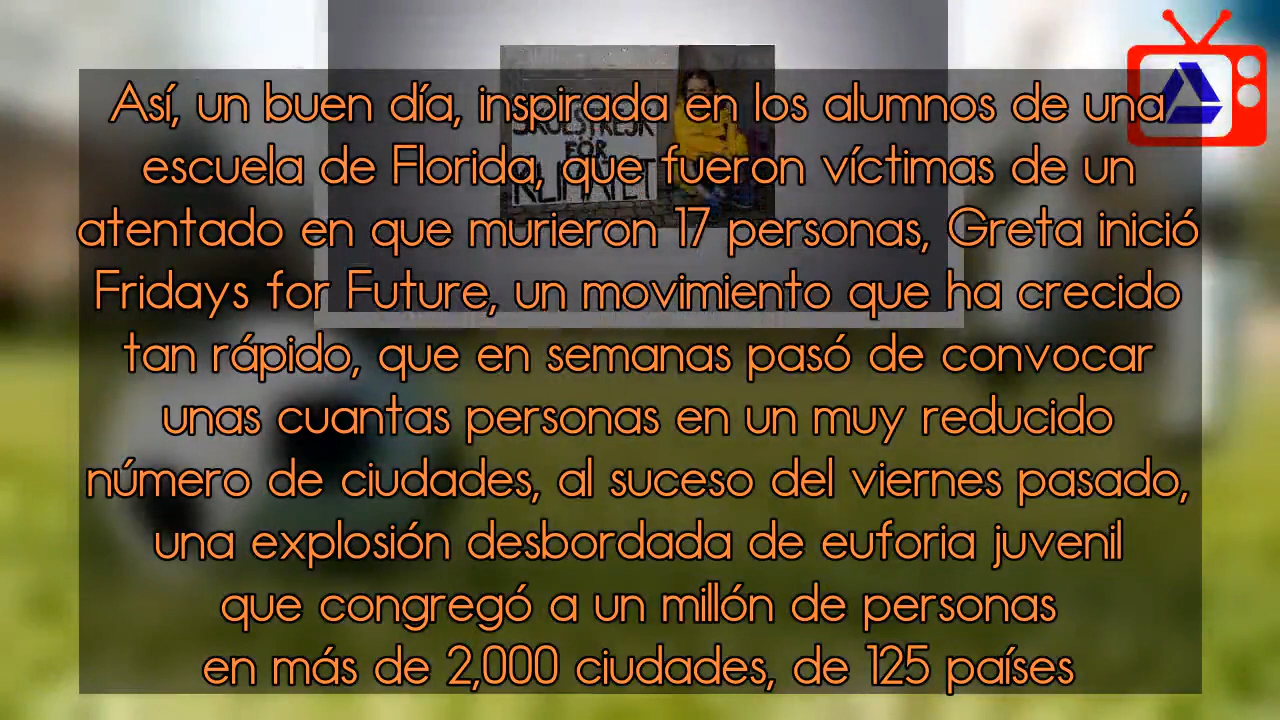 Así, un buen día, inspirada en los alumnos de una
escuela de Florida, que fueron víctimas de un
atentado en que murieron 17 personas, Greta inició
Fridays for Future, un movimiento que ha crecido
tan rápido, que en semanas pasó de convocar
unas cuantas personas en un muy reducido
número de ciudades, al suceso del viernes pasado,
una explosión desbordada de euforia juvenil
que congregó a un millón de personas
en más de 2,000 ciudades, de 125 países
SKOLSTREJK
FÖR
KLIMATET